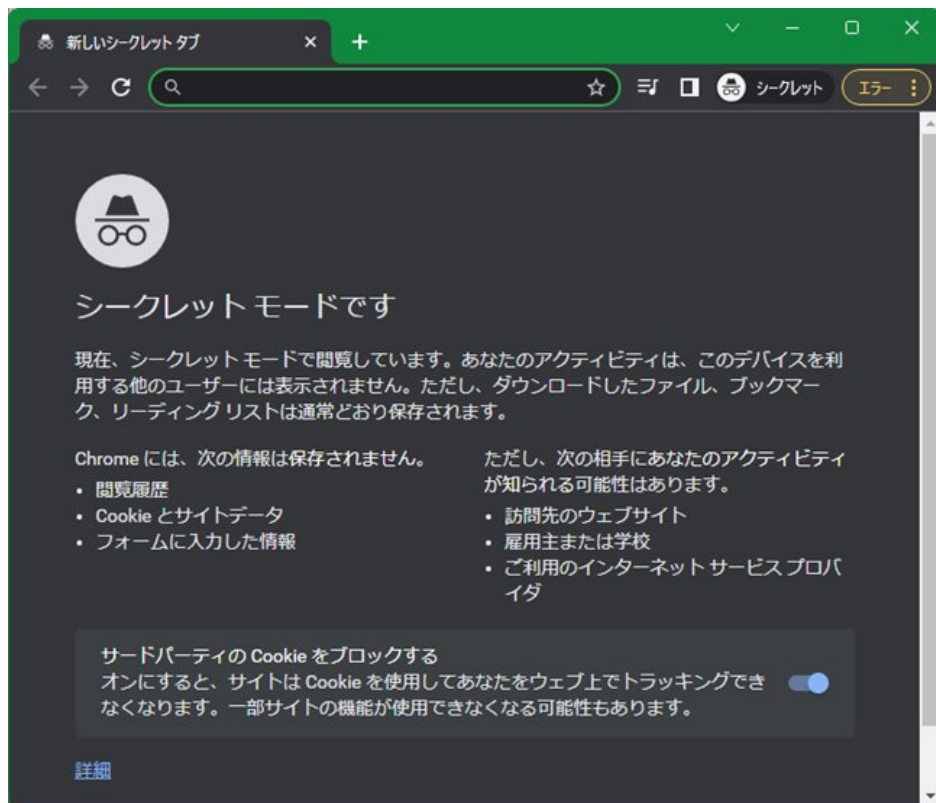 新しいシークレット タブ
シークレット
エラー
シークレット モードです
現在、シークレット モードで閲覧しています。あなたのアクティビティは、このデバイスを利
用する他のユーザーには表示されません。ただし、ダウンロードしたファイル、ブックマー
ク、リーディング リストは通常どおり保存されます。
Chrome には、次の情報は保存されません。
• 閲覧履歴
• Cookie とサイトデータ
• フォームに入力した情報
ただし、次の相手にあなたのアクティビティ
が知られる可能性はあります。
• 訪問先のウェブサイト
• 雇用主または学校
• ご利用のインターネット サービス プロバ
イダ
サードパーティの Cookie をブロックする
オンにすると、サイトは Cookie を使用してあなたをウェブ上でトラッキングでき
なくなります。一部サイトの機能が使用できなくなる可能性もあります。
詳細